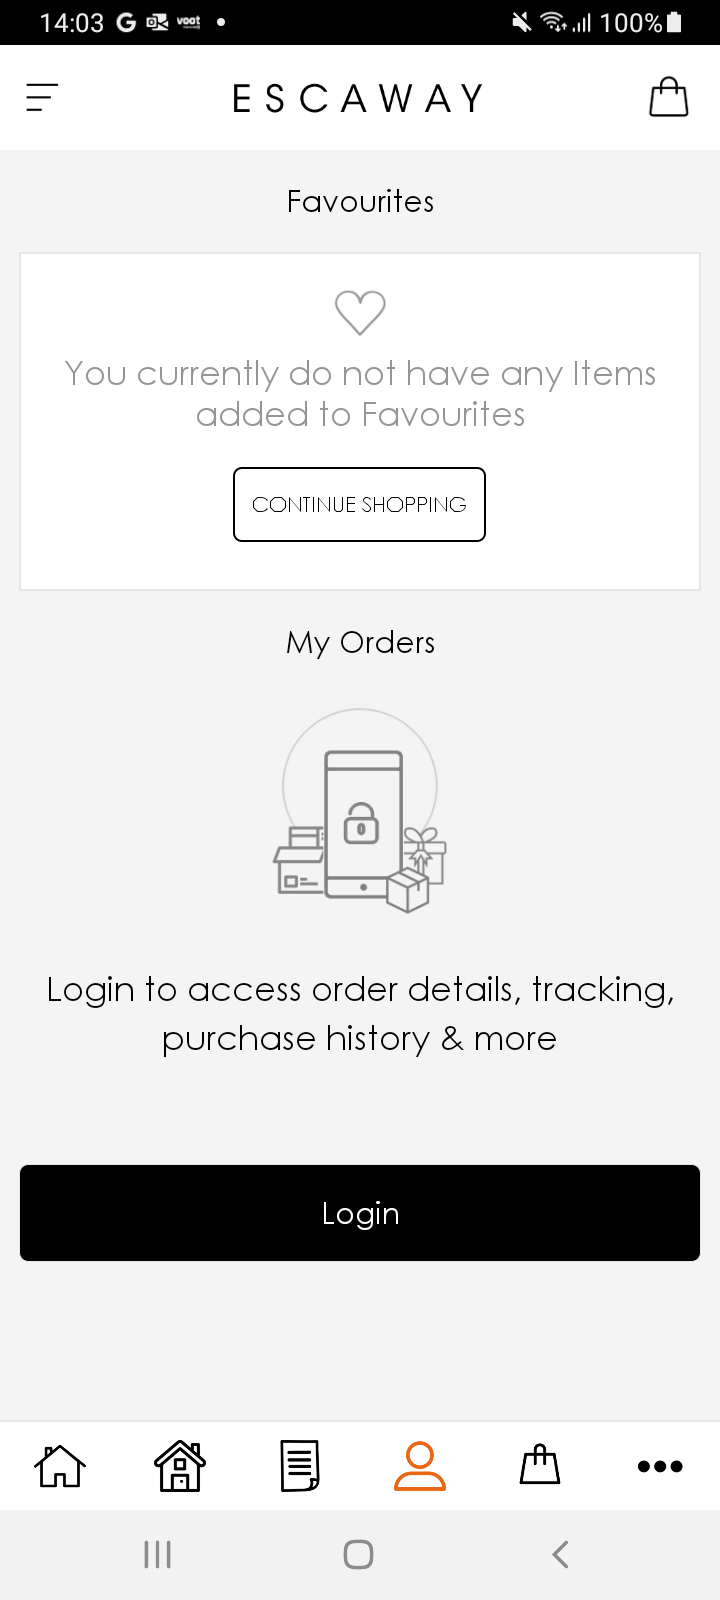 14:03 G voot 100%
ESCAWAY
Favourites
You currently do not have any Items
added to Favourites
CONTINUE SHOPPING
My Orders
Login to access order details, tracking,
purchase history & more
Login